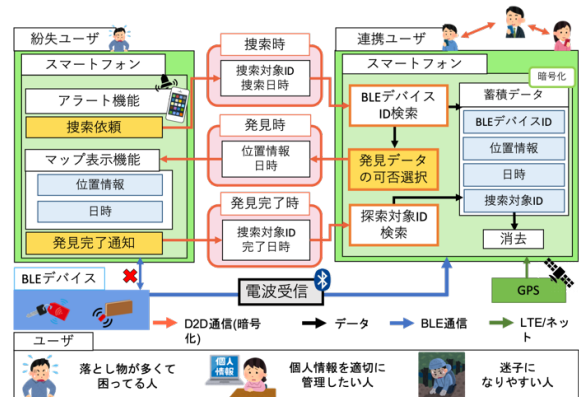 紛失ユーザ
スマートフォン
アラート機能
捜索依頼
マップ表示機能
位置情報
日時
発見完了通知
捜索時
捜索対象ID
捜索日時
発見時
位置情報
日時
発見完了時
捜索対象ID
完了日時
連携ユーザ
スマートフォン
暗号化
BLEデバイス
ID検索
発見データ
の可否選択
探索対象ID
検索
蓄積データ
BLEデバイスID
位置情報
日時
捜索対象ID
消去
BLEデバイス
電波受信
GPS
D2D通信(暗号
化)
データ
BLE通信
LTE/ネッ
ト
ユーザ
落とし物が多くて
困ってる人
個人
情報
個人情報を適切に
管理したい人
迷子に
なりやすい人